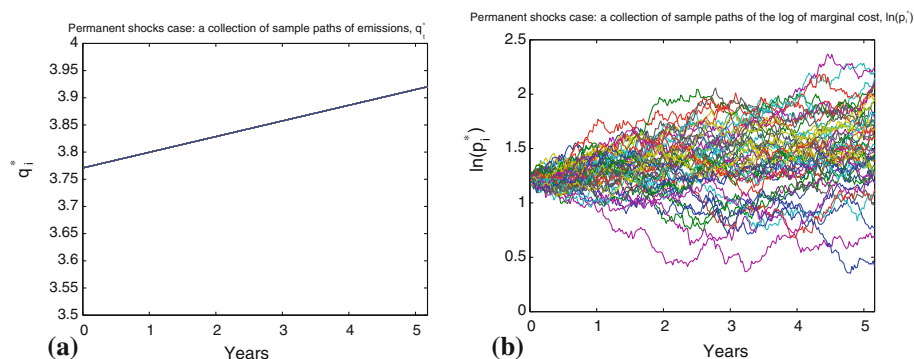 Permanent shocks case: a collection of sample paths of emissions, q*t
4
3.95
3.9
3.85
3.8
3.75
3.7
3.65
3.6
3.55
3.5
q*i
0 1 2 3 4 5
Years
(a)
Permanent shocks case: a collection of sample paths of the log of marginal cost, ln(p*i)
2.5
2
1.5
1
0.5
0
ln(p*i)
0 1 2 3 4 5
Years
(b)